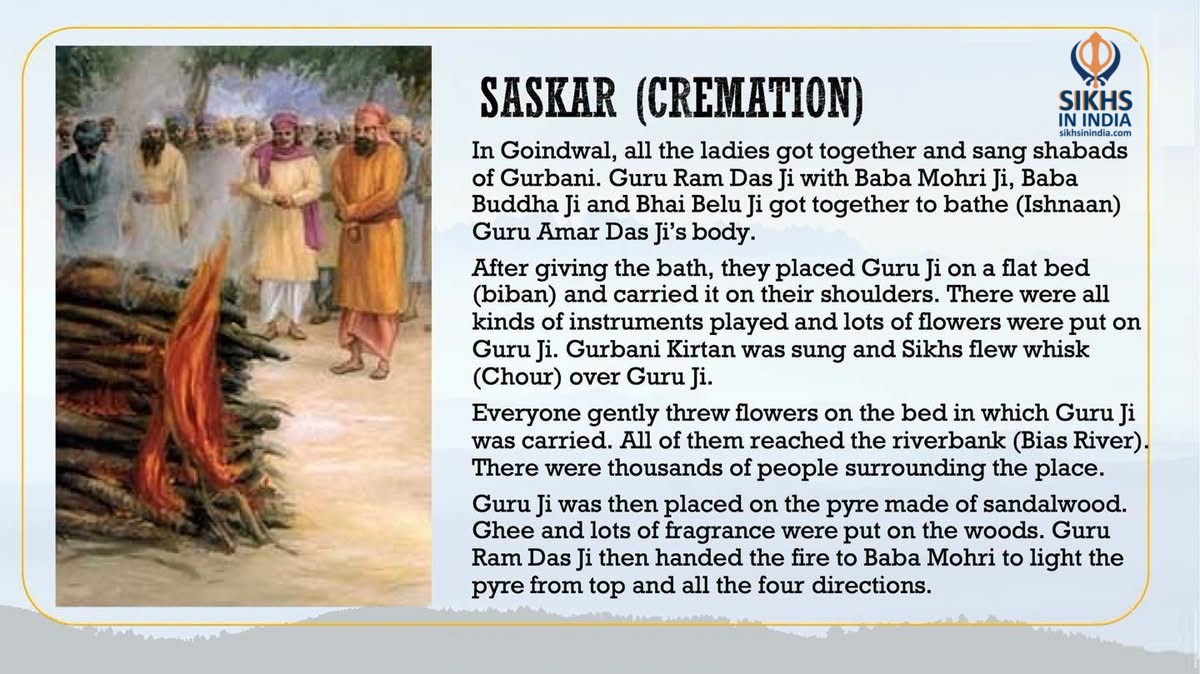 SASKAR (CREMATION)
SIKHS
IN INDIA
sikhsinindia.com
In Goindwal, all the ladies got together and sang shabads
of Gurbani. Guru Ram Das Ji with Baba Mohri Ji, Baba
Buddha Ji and Bhai Belu Ji got together to bathe (Ishnaan)
Guru Amar Das Ji's body.
After giving the bath, they placed Guru Ji on a flat bed
(biban) and carried it on their shoulders. There were all
kinds of instruments played and lots of flowers were put on
Guru Ji. Gurbani Kirtan was sung and Sikhs flew whisk
(Chour) over Guru Ji.
Everyone gently threw flowers on the bed in which Guru Ji
was carried. All of them reached the riverbank (Bias River).
There were thousands of people surrounding the place.
Guru Ji was then placed on the pyre made of sandalwood.
Ghee and lots of fragrance were put on the woods. Guru
Ram Das Ji then handed the fire to Baba Mohri to light the
pyre from top and all the four directions.